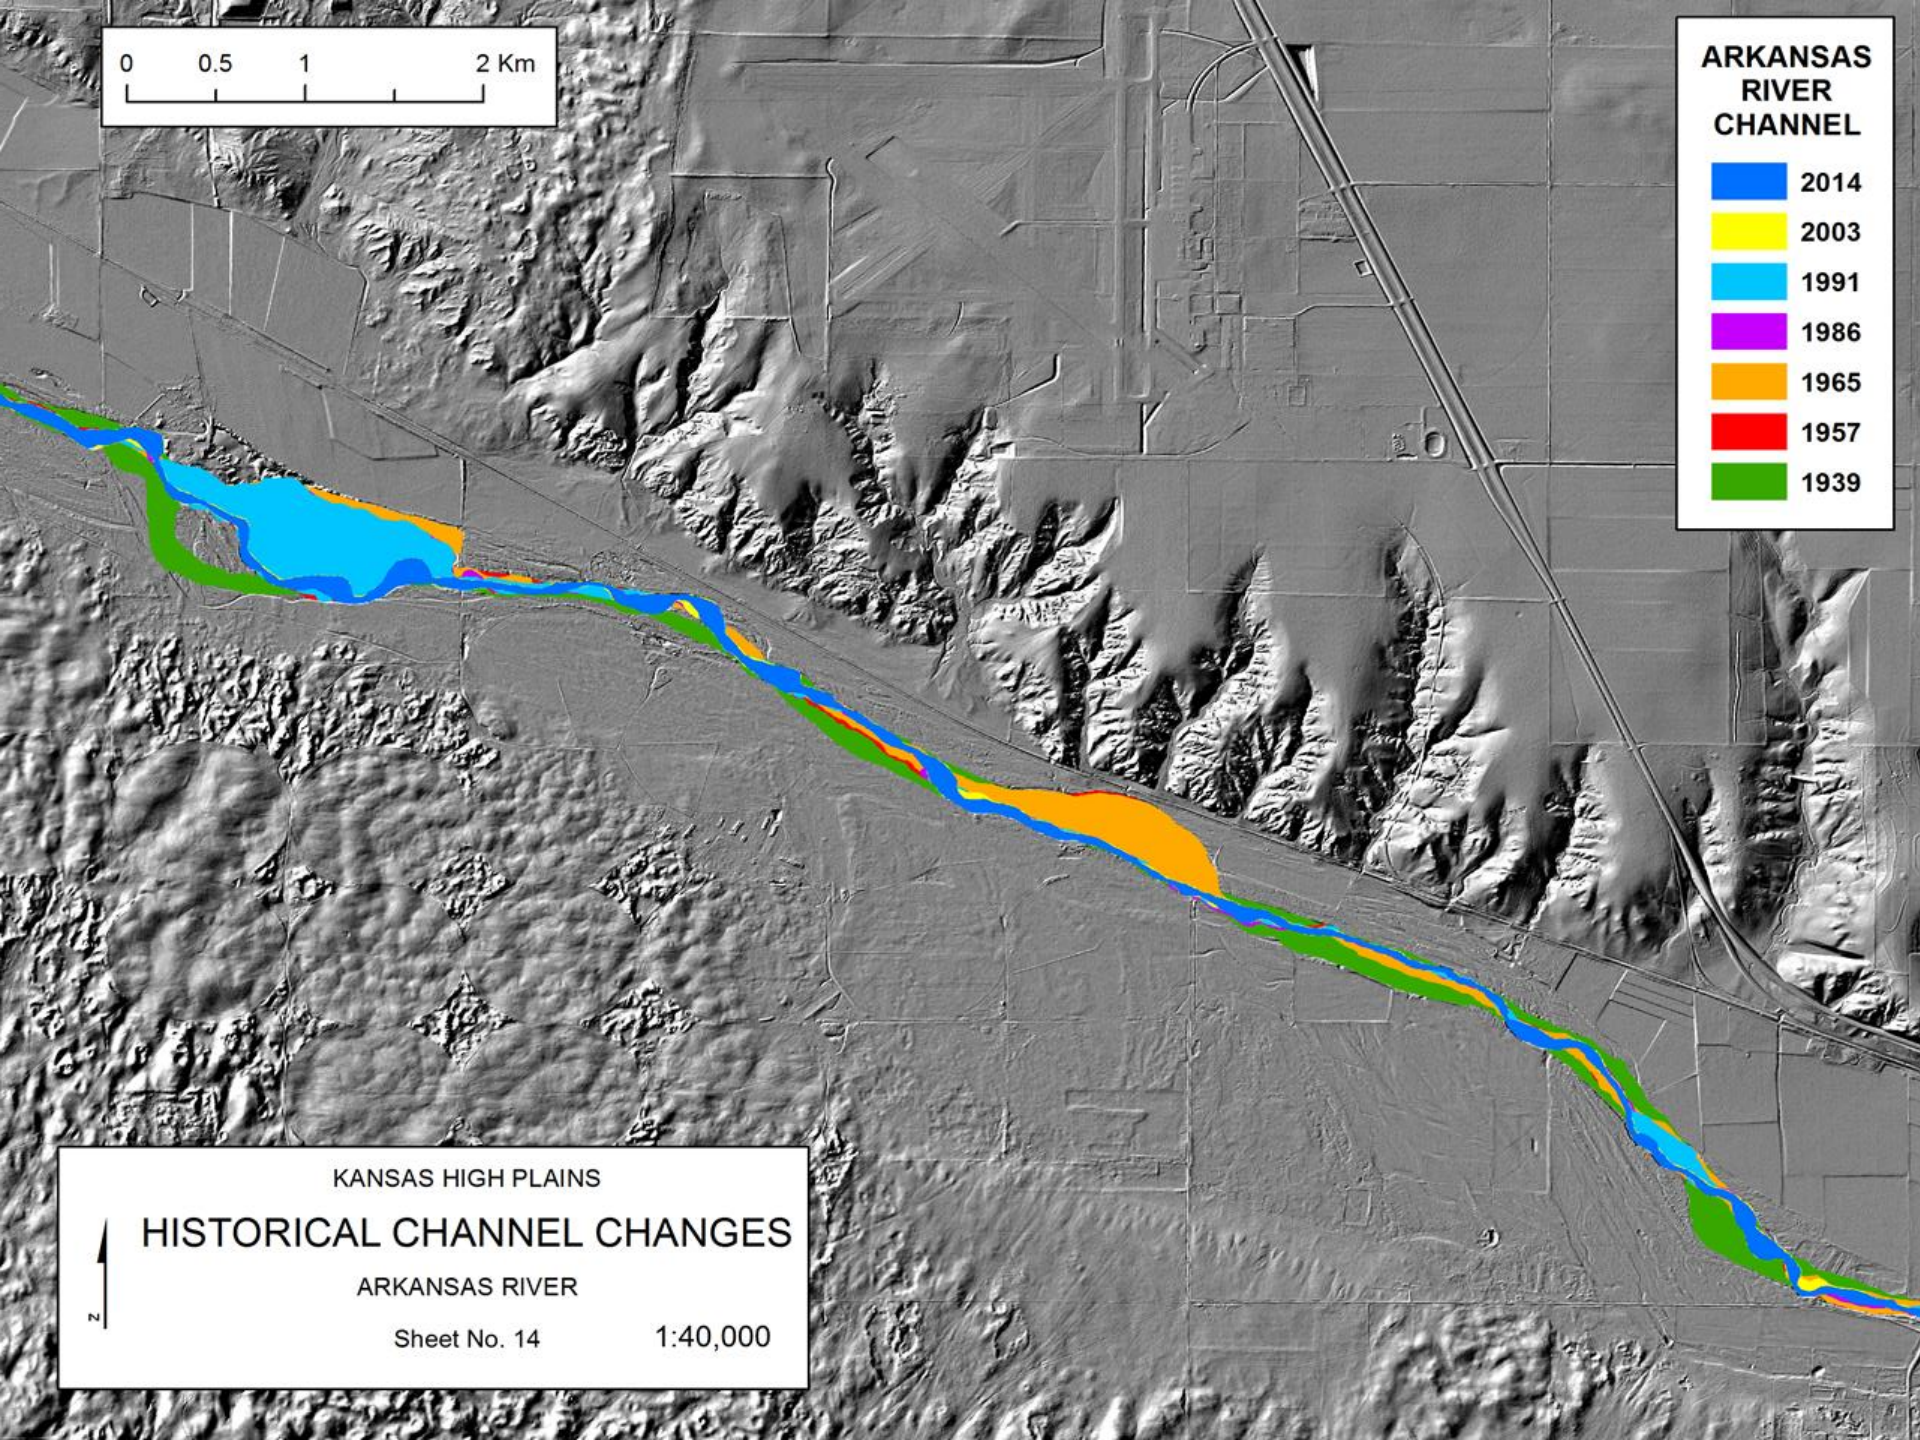 0 0.5 1 2 Km
ARKANSAS
RIVER
CHANNEL
2014
2003
1991
1986
1965
1957
1939
KANSAS HIGH PLAINS
HISTORICAL CHANNEL CHANGES
ARKANSAS RIVER
Sheet No. 14 1:40,000
N